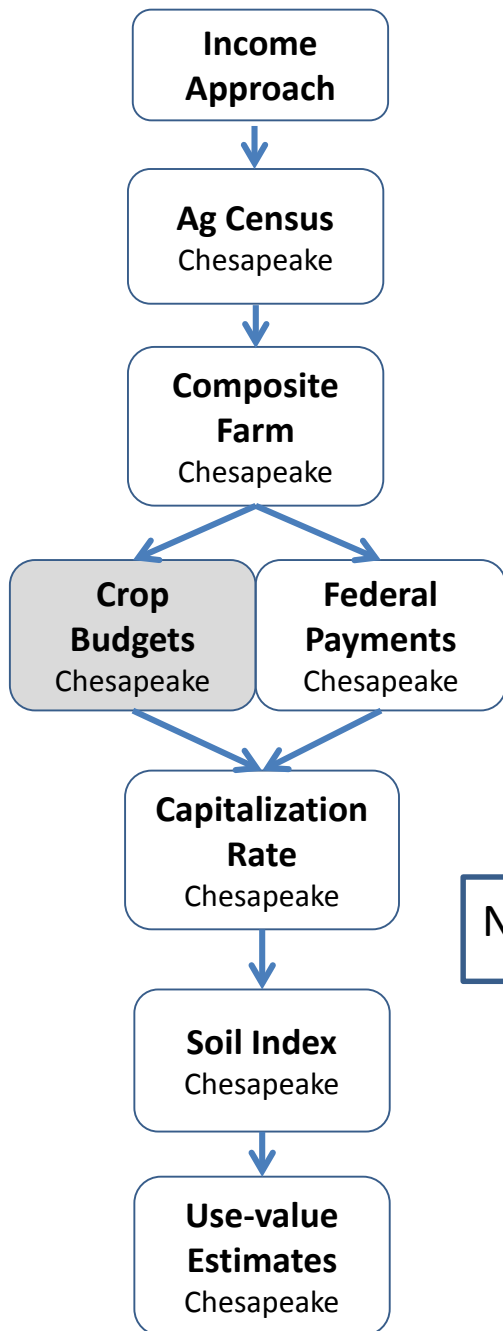 Income
Approach
Ag Census
Chesapeake
Composite
Farm
Chesapeake
Crop
Budgets
Chesapeake
Federal
Payments
Chesapeake
Capitalization
Rate
Chesapeake
N
Soil Index
Chesapeake
Use-value
Estimates
Chesapeake